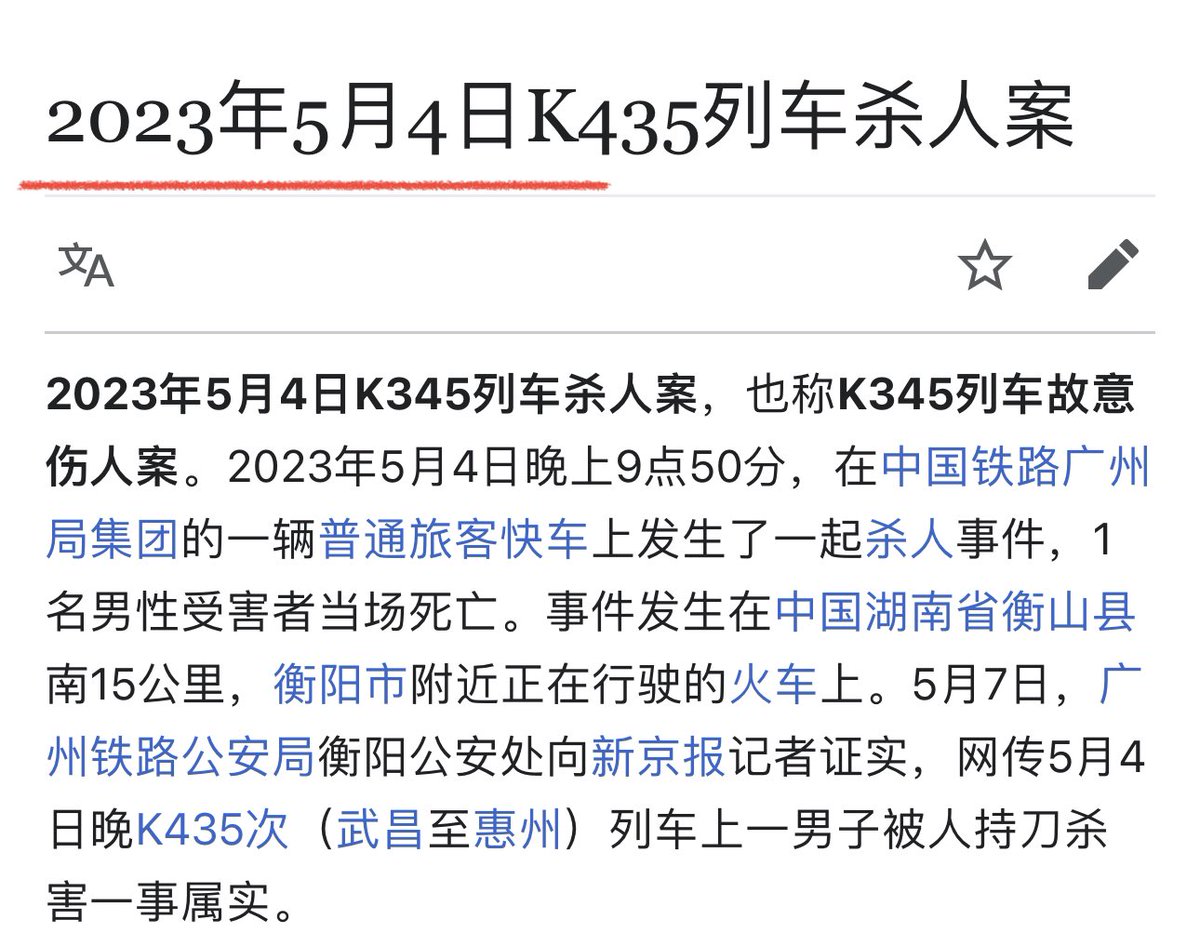 2023年5月4日K435列车杀人案
文A
2023年5月4日K345列车杀人案，也称K345列车故意
伤人案。2023年5月4日晚上9点50分，在中国铁路广州
局集团的一辆普通旅客快车上发生了一起杀人事件，1
名男性受害者当场死亡。事件发生在中国湖南省衡山县
南15公里，衡阳市附近正在行驶的火车上。5月7日，广
州铁路公安局衡阳公安处向新京报记者证实，网传5月4
日晚K435次（武昌至惠州）列车上一男子被人持刀杀
害一事属实。